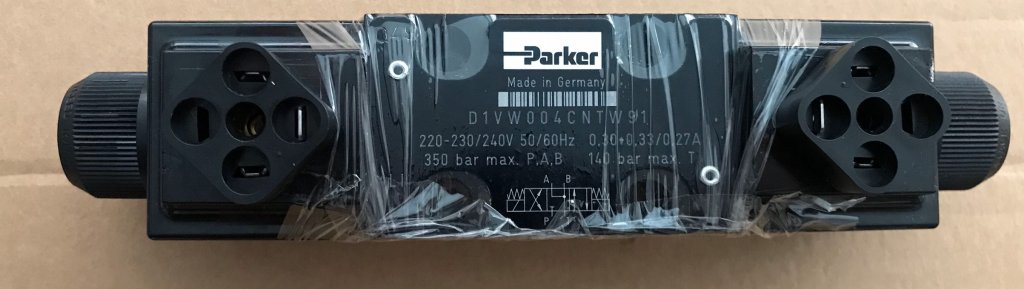 Parker
Made in Germany
D1VW004CNTW91
220-230/240V 50/60Hz 0.36+0.33/0.27A
350 bar max. P,A,B 140 bar max. T
A B
P